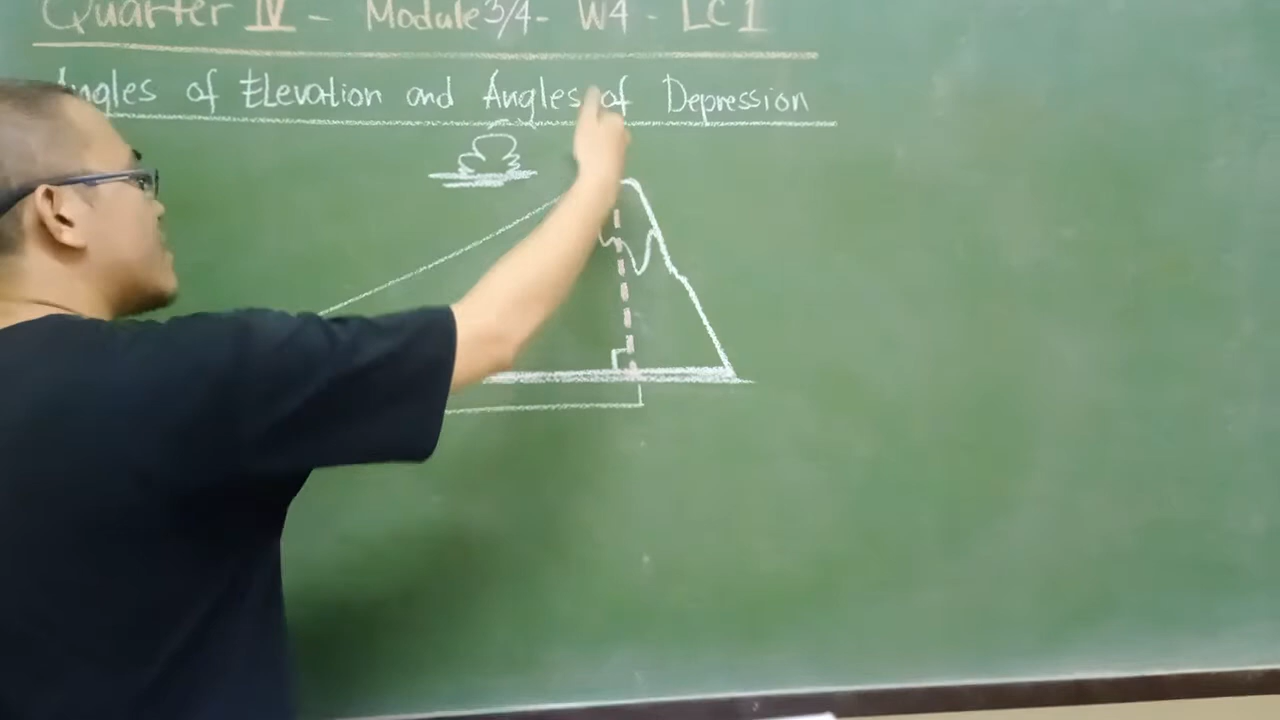 Quarter IV - Module 3/4 - W4 - LC 1
Angles of Elevation and Angles of Depression